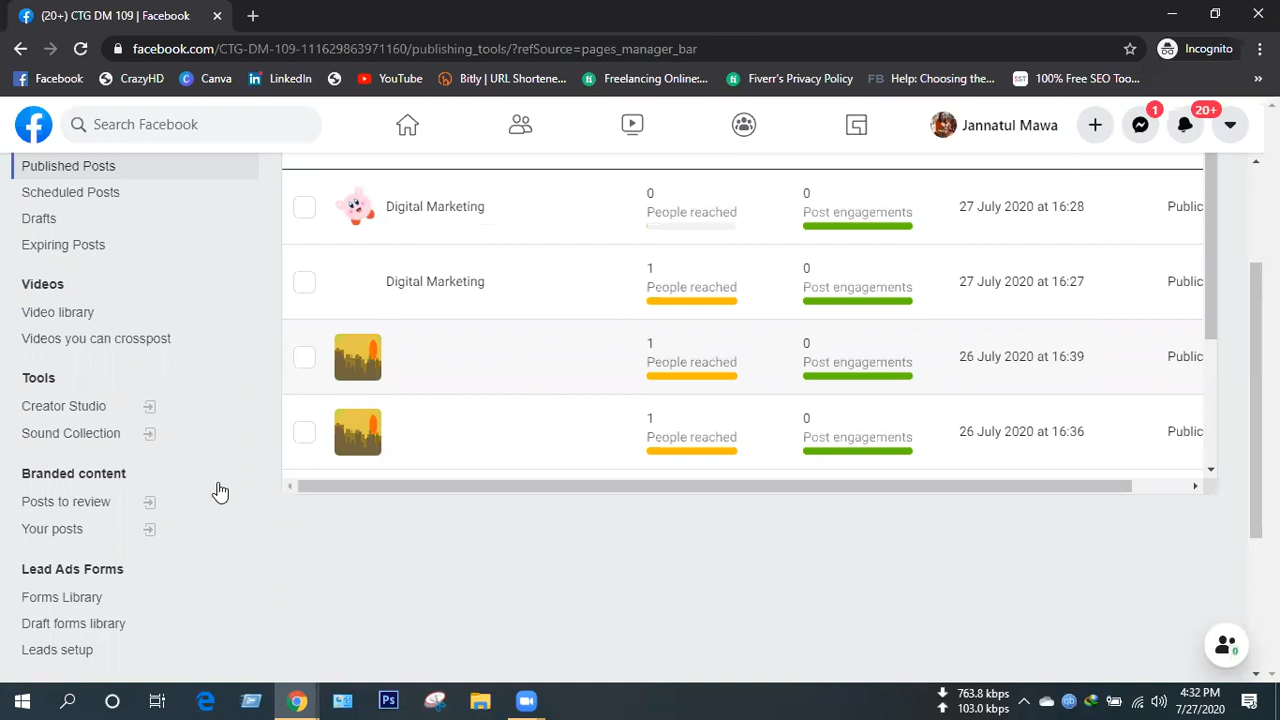 (20+) CTG DM 109 | Facebook
facebook.com/CTG-DM-109-111629863971160/publishing_tools/?refSource=pages_manager_bar
Incognito
Facebook
CrazyHD
Canva
LinkedIn
YouTube
Bitly | URL Shortene...
Freelancing Online:...
Fiverr's Privacy Policy
FB Help: Choosing the...
SST 100% Free SEO Too...
Search Facebook
Jannatul Mawa
1
20+
Published Posts
Scheduled Posts
Drafts
Expiring Posts
Videos
Video library
Videos you can crosspost
Tools
Creator Studio
Sound Collection
Branded content
Posts to review
Your posts
Lead Ads Forms
Forms Library
Draft forms library
Leads setup
Digital Marketing
0
People reached
0
Post engagements
27 July 2020 at 16:28
Public
Digital Marketing
1
People reached
0
Post engagements
27 July 2020 at 16:27
Public
1
People reached
0
Post engagements
26 July 2020 at 16:39
Public
1
People reached
0
Post engagements
26 July 2020 at 16:36
Public
0
Ps
763.8 kbps
103.0 kbps
4:32 PM
7/27/2020